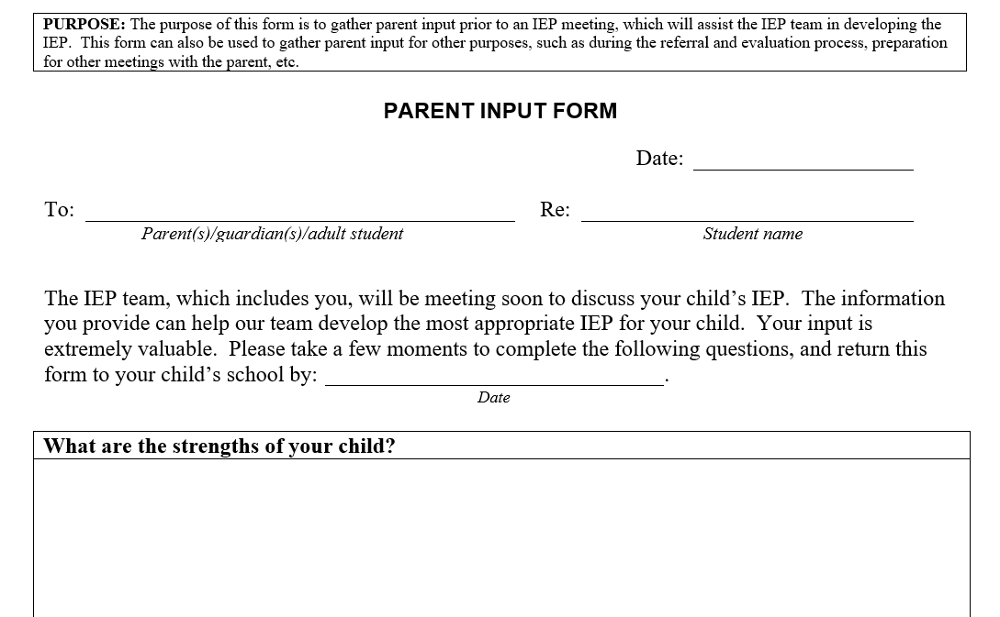 PURPOSE: The purpose of this form is to gather parent input prior to an IEP meeting, which will assist the IEP team in developing the
IEP.  This form can also be used to gather parent input for other purposes, such as during the referral and evaluation process, preparation
for other meetings with the parent, etc.
PARENT INPUT FORM
Date:
To:
Re:
Parent(s)/guardian(s)/adult student
Student name
The IEP team, which includes you, will be meeting soon to discuss your child’s IEP.  The information
you provide can help our team develop the most appropriate IEP for your child.  Your input is
extremely valuable.  Please take a few moments to complete the following questions, and return this
form to your child’s school by: .
Date
What are the strengths of your child?